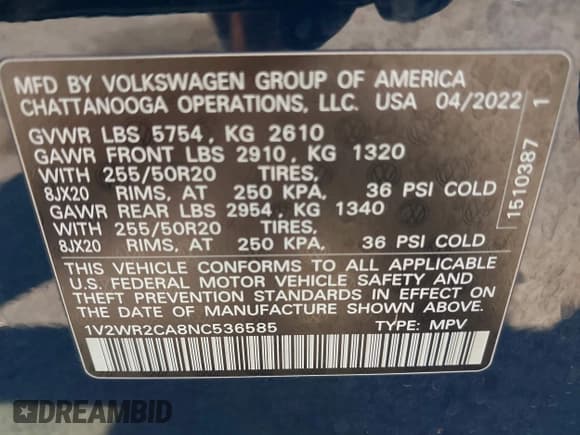 MFD BY VOLKSWAGEN GROUP OF AMERICA
CHATTANOOGA OPERATIONS, LLC. USA 04/2022
GVWR LBS 5754, KG 2610
GAWR FRONT LBS 2910, KG 1320
WITH 255/50R20 TIRES,
8JX20 RIMS, AT 250 KPA, 36 PSI COLD
GAWR REAR LBS 2954, KG 1340
WITH 255/50R20 TIRES,
8JX20 RIMS, AT 250 KPA, 36 PSI COLD
THIS VEHICLE CONFORMS TO ALL APPLICABLE
U.S. FEDERAL MOTOR VEHICLE SAFETY AND
THEFT PREVENTION STANDARDS IN EFFECT ON
THE DATE OF MANUFACTURE SHOWN ABOVE.
1V2WR2CA8NC536585 TYPE: MPV
1510387 1
DREAMBID